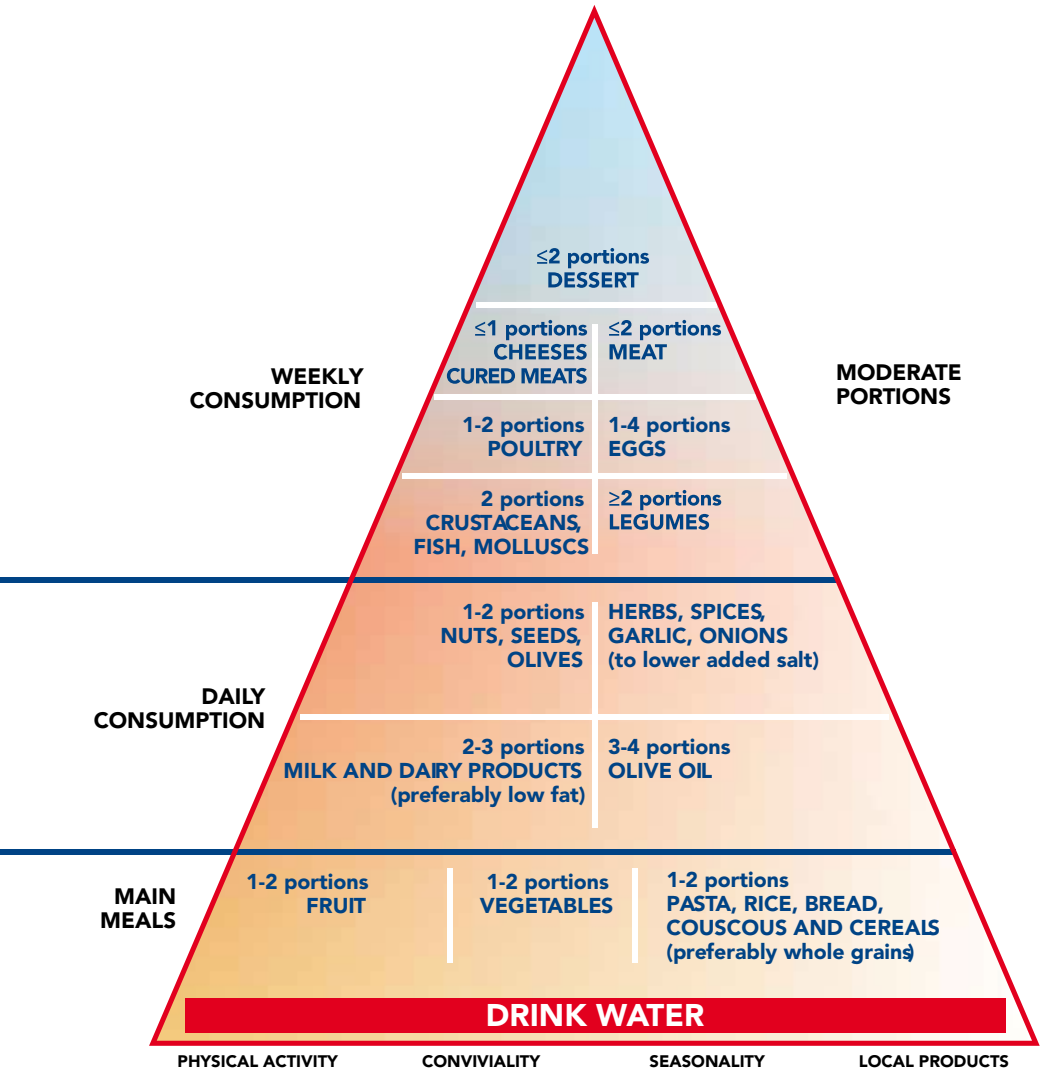 ≤2 portions
DESSERT
≤1 portions
CHEESES
CURED MEATS
≤2 portions
MEAT
WEEKLY
CONSUMPTION
MODERATE
PORTIONS
1-2 portions
POULTRY
1-4 portions
EGGS
2 portions
CRUSTACEANS,
FISH, MOLLUSCS
≥2 portions
LEGUMES
1-2 portions
NUTS, SEEDS,
OLIVES
HERBS, SPICES,
GARLIC, ONIONS
(to lower added salt)
DAILY
CONSUMPTION
2-3 portions
MILK AND DAIRY PRODUCTS
(preferably low fat)
3-4 portions
OLIVE OIL
MAIN
MEALS
1-2 portions
FRUIT
1-2 portions
VEGETABLES
1-2 portions
PASTA, RICE, BREAD,
COUSCOUS AND CEREALS
(preferably whole grains)
DRINK WATER
PHYSICAL ACTIVITY
CONVIVIALITY
SEASONALITY
LOCAL PRODUCTS